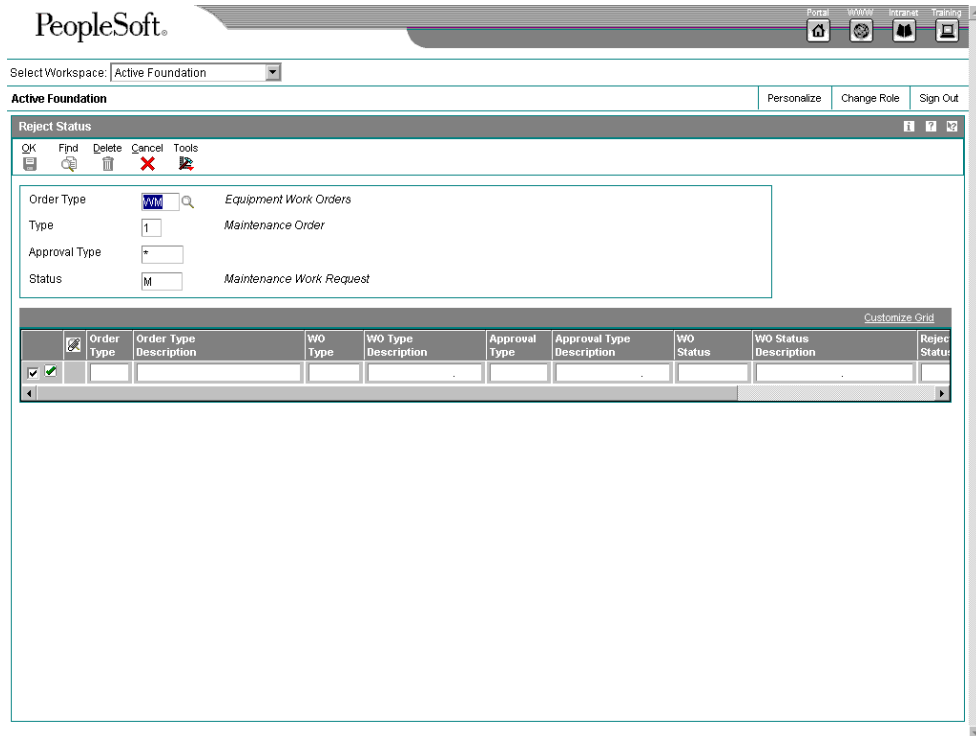 PeopleSoft®
Portal WWW Intranet Training
Select Workspace: Active Foundation
Active Foundation Personalize Change Role Sign Out
Reject Status
OK Find Delete Cancel Tools
Order Type WM Equipment Work Orders
Type 1 Maintenance Order
Approval Type *
Status M Maintenance Work Request
Customize Grid
Order Type Order Type Description WO Type WO Type Description Approval Type Approval Type Description WO Status WO Status Description Rejec Statu
. . .